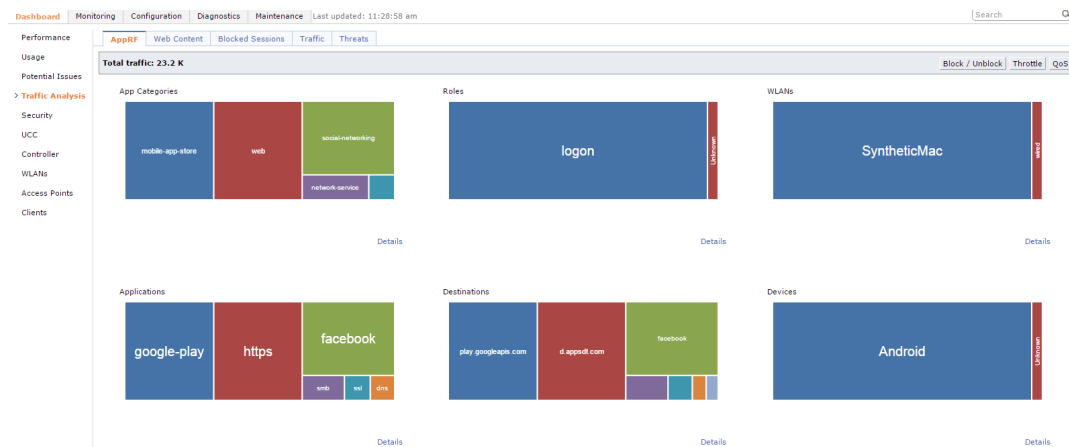 Dashboard Monitoring Configuration Diagnostics Maintenance Last updated: 11:28:58 am Search
Performance
Usage
Potential Issues
> Traffic Analysis
Security
UCC
Controller
WLANs
Access Points
Clients
AppRF Web Content Blocked Sessions Traffic Threats
Total traffic: 23.2 K Block / Unblock Throttle QoS
App Categories Roles WLANs
mobile-app-store web social-networking network-service logon Unknown SyntheticMac wired
Details Details Details
Applications Destinations Devices
google-play https facebook smb ssl dns play.googleapis.com d.appsdt.com facebook Android Unknown
Details Details Details